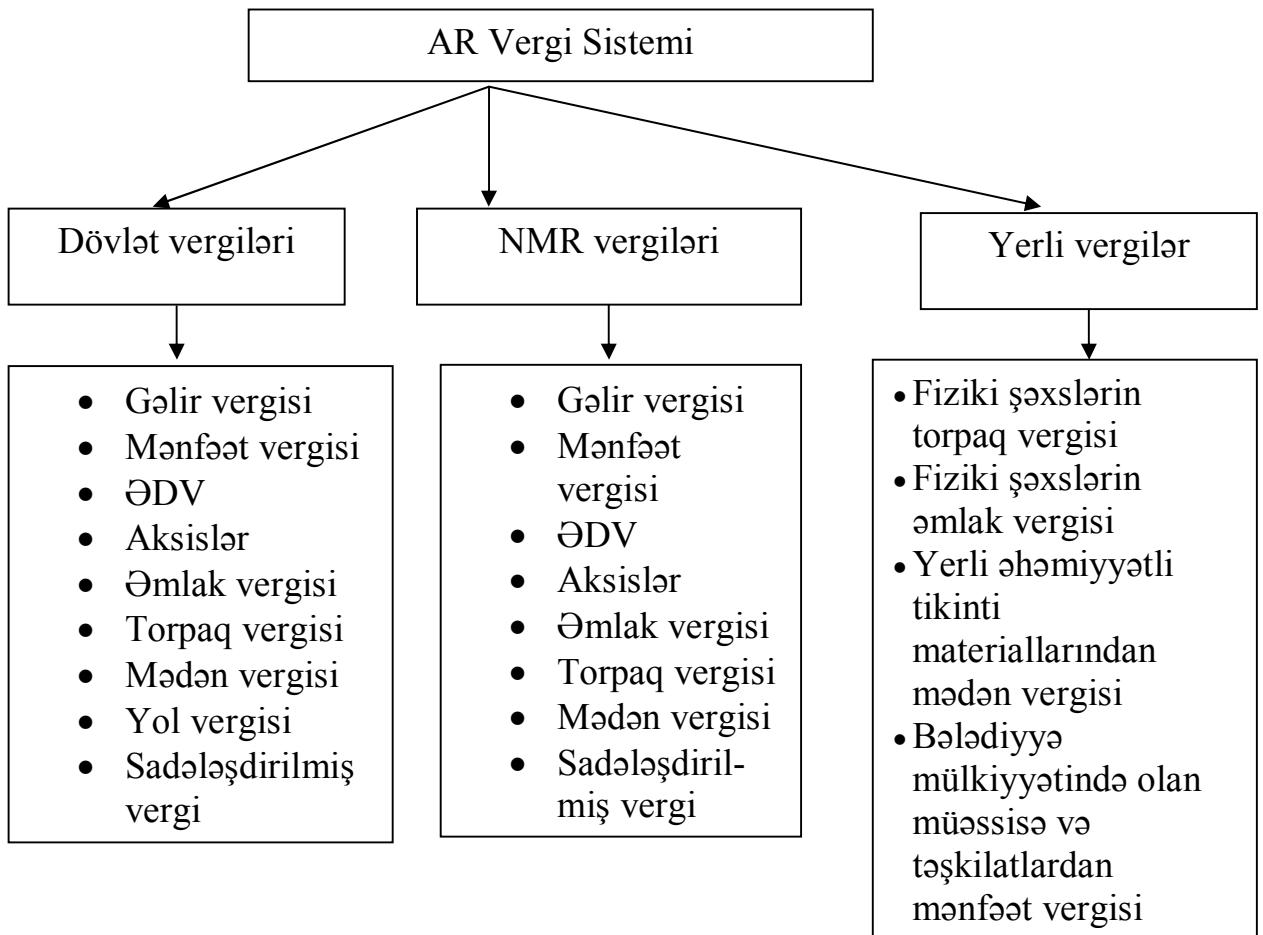 AR Vergi Sistemi
Dövlət vergiləri
NMR vergiləri
Yerli vergilər
• Gəlir vergisi
• Mənfəət vergisi
• ƏDV
• Aksislər
• Əmlak vergisi
• Torpaq vergisi
• Mədən vergisi
• Yol vergisi
• Sadələşdirilmiş
vergi
• Gəlir vergisi
• Mənfəət
vergisi
• ƏDV
• Aksislər
• Əmlak vergisi
• Torpaq vergisi
• Mədən vergisi
• Sadələşdiril-
miş vergi
• Fiziki şəxslərin
torpaq vergisi
• Fiziki şəxslərin
əmlak vergisi
• Yerli əhəmiyyətli
tikinti
materiallarından
mədən vergisi
• Bələdiyyə
mülkiyyətində olan
müəssisə və
təşkilatlardan
mənfəət vergisi